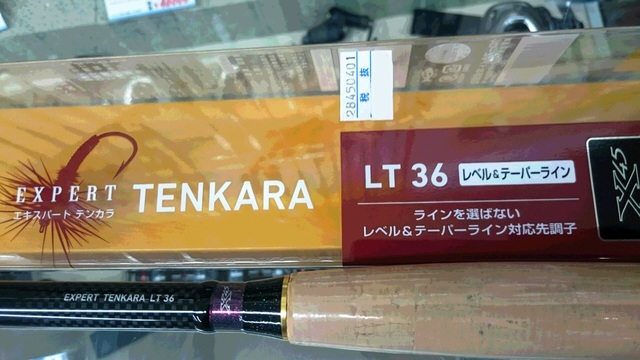 28450401
税 抜
EXPERT TENKARA
エキスパート テンカラ
LT 36 レベル&テーパーライン
ラインを選ばない
レベル&テーパーライン対応先調子
X45
EXPERT TENKARA LT 36